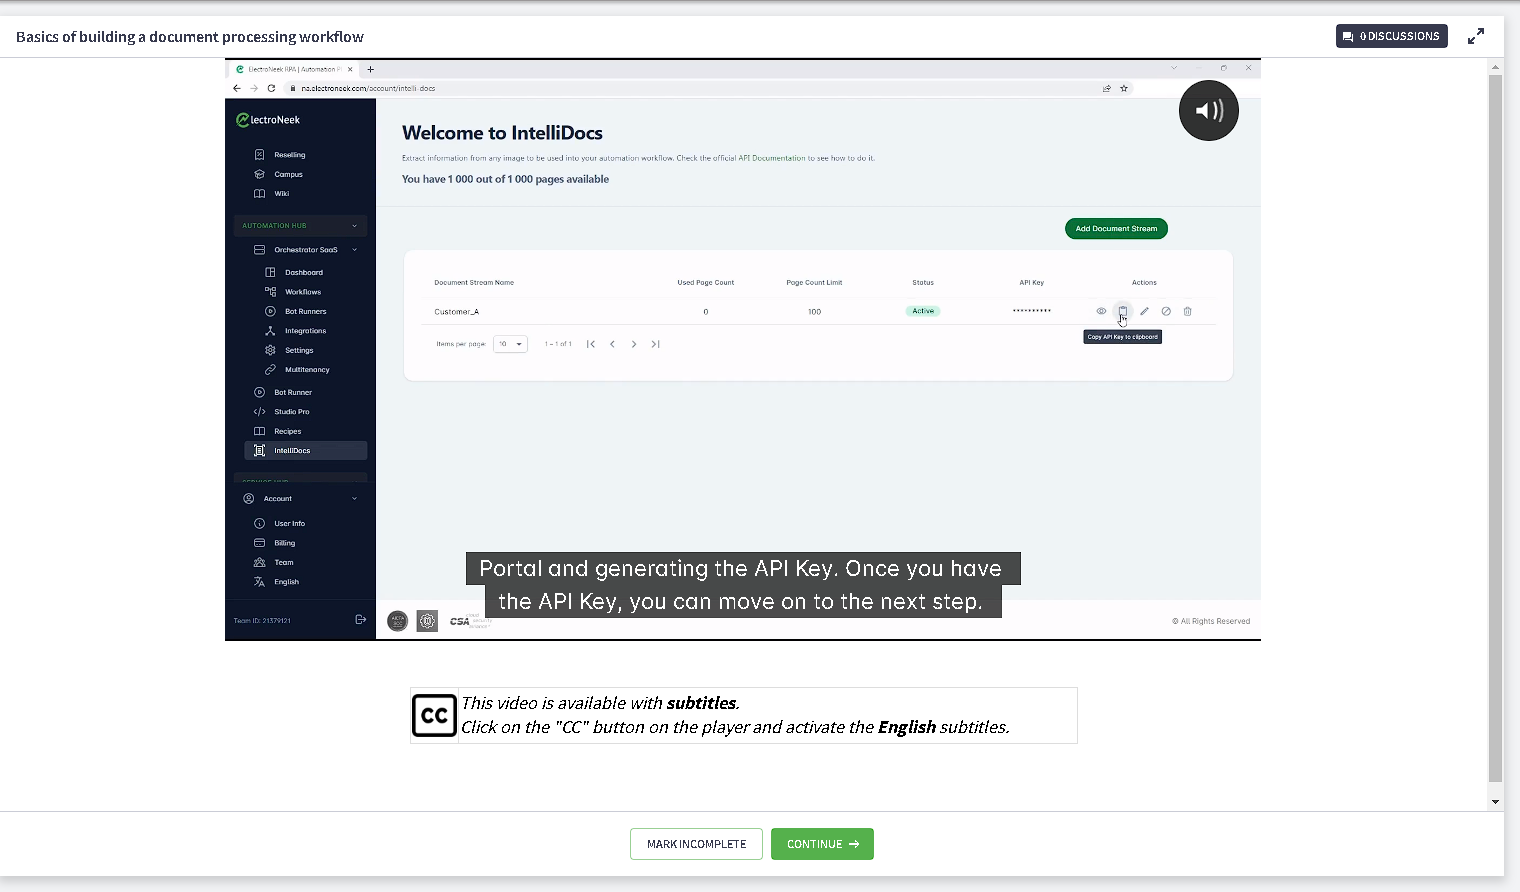 Basics of building a document processing workflow
0 DISCUSSIONS
ElectroNeek RPA | Automation P
na.electroneek.com/account/intelli-docs
lectroNeek
Reselling
Campus
Wiki
AUTOMATION HUB
Orchestrator SaaS
Dashboard
Workflows
Bot Runners
Integrations
Settings
Multitenancy
Bot Runner
Studio Pro
Recipes
IntelliDocs
SERVICE HUB
Account
User Info
Billing
Team
English
Team ID: 21379121
Welcome to IntelliDocs
Extract information from any image to be used into your automation workflow. Check the official API Documentation to see how to do it.
You have 1 000 out of 1 000 pages available
Add Document Stream
Document Stream Name Used Page Count Page Count Limit Status API Key Actions
Customer_A 0 100 Active **********
Copy API Key to clipboard
Items per page: 10 1 – 1 of 1
Portal and generating the API Key. Once you have
the API Key, you can move on to the next step.
CSA
© All Rights Reserved
CC
This video is available with subtitles.
Click on the "CC" button on the player and activate the English subtitles.
MARK INCOMPLETE
CONTINUE →